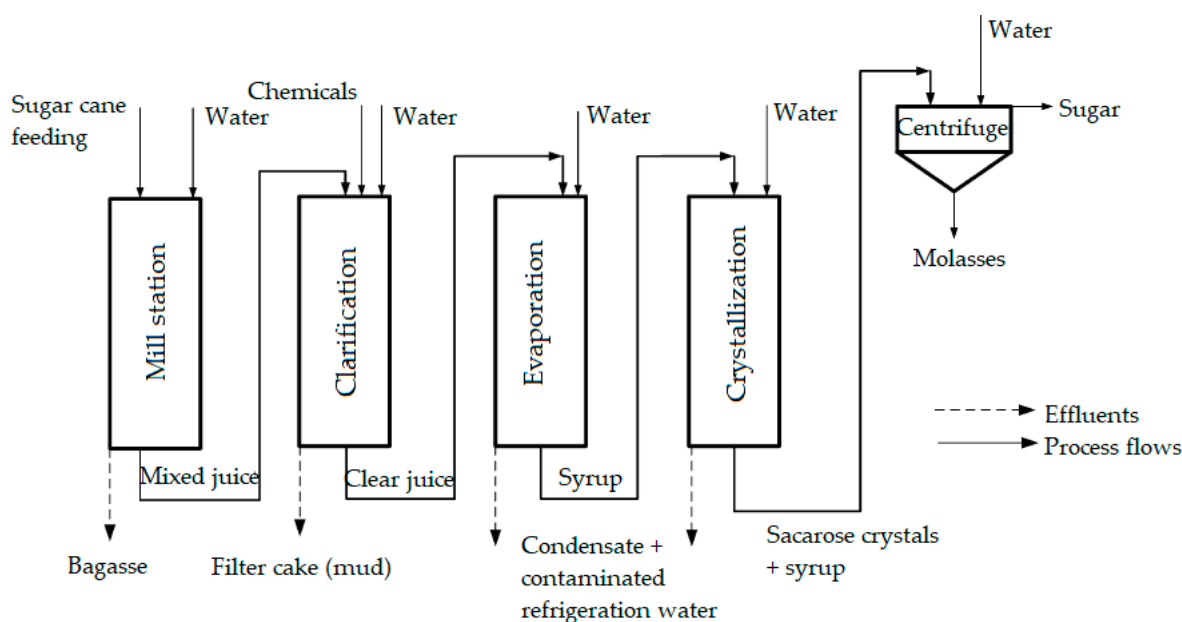 Water
Sugar cane
feeding
Water
Chemicals
Water
Water
Water
Centrifuge
Sugar
Molasses
Mill station
Clarification
Evaporation
Crystallization
Effluents
Process flows
Mixed juice
Clear juice
Syrup
Bagasse
Filter cake (mud)
Condensate +
contaminated
refrigeration water
Sacarose crystals
+ syrup